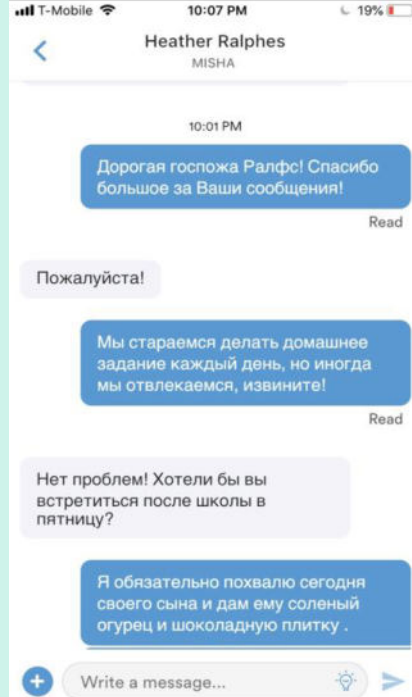 T-Mobile 10:07 PM 19%
Heather Ralphes
MISHA
10:01 PM
Дорогая госпожа Ралфс! Спасибо
большое за Ваши сообщения!
Read
Пожалуйста!
Мы стараемся делать домашнее
задание каждый день, но иногда
мы отвлекаемся, извините!
Read
Нет проблем! Хотели бы вы
встретиться после школы в
пятницу?
Я обязательно похвалю сегодня
своего сына и дам ему соленый
огурец и шоколадную плитку .
Write a message...